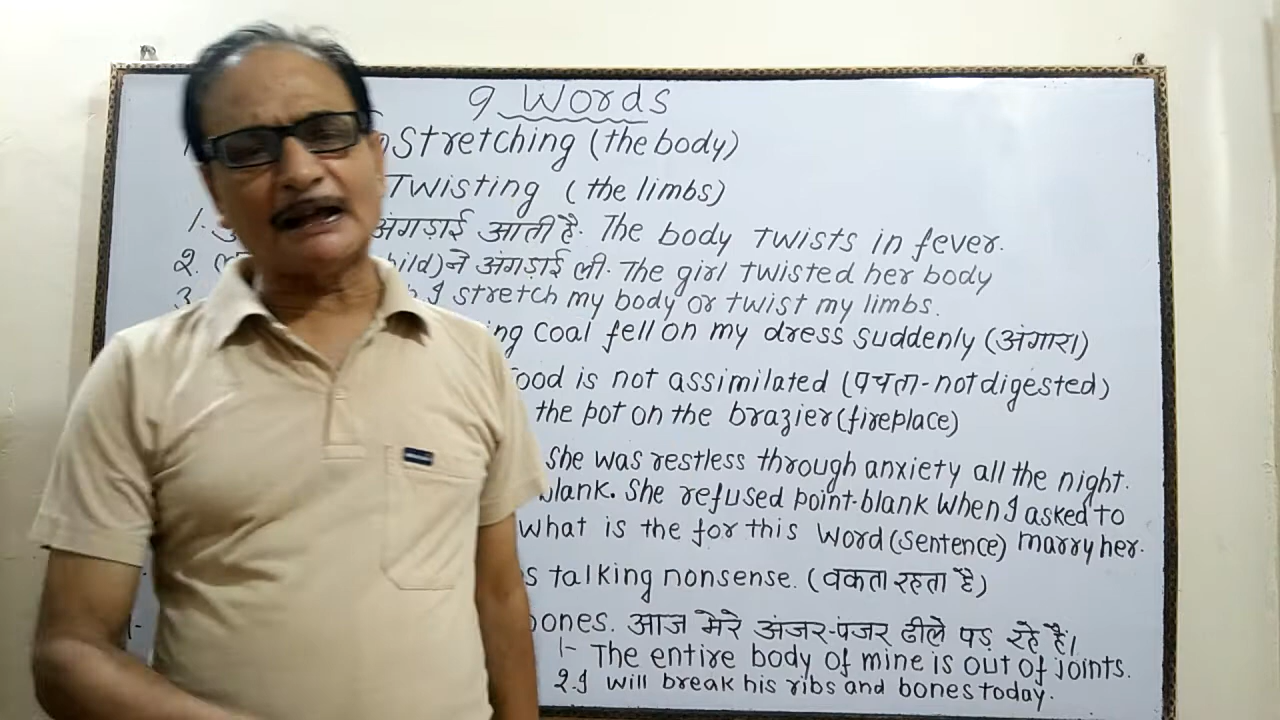 9 Words
Stretching (the body)
Twisting (the limbs)
1. अंगड़ाई आती है. The body twists in fever.
2. ने अंगड़ाई ली. The girl twisted her body
3. I stretch my body or twist my limbs.
coal fell on my dress suddenly (अंगारा)
is not assimilated (पचता-not digested)
the pot on the brazier (fireplace)
She was restless through anxiety all the night.
She refused point-blank when I asked to
what is the for this word (sentence) marry her.
talking nonsense. (वकता रहता है)
bones. आज मेरे अंजर-पंजर ढीले पड़ रहे हैं।
1- The entire body of mine is out of joints.
2. I will break his ribs and bones today.